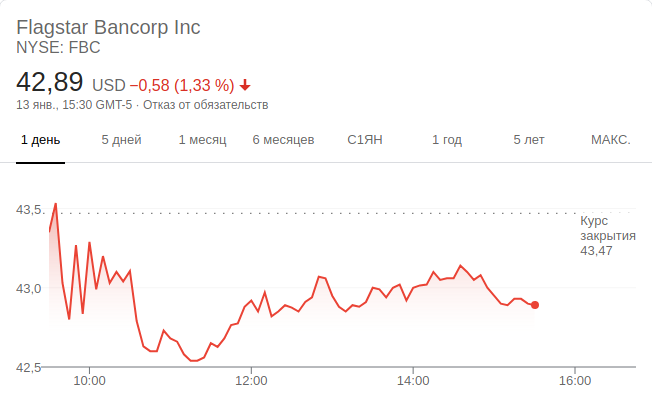 Flagstar Bancorp Inc
NYSE: FBC
42,89 USD −0,58 (1,33 %)
13 янв., 15:30 GMT-5 · Отказ от обязательств
1 день 5 дней 1 месяц 6 месяцев С1ЯН 1 год 5 лет МАКС.
43,5
Курс
закрытия
43,47
43,0
42,5
10:00 12:00 14:00 16:00